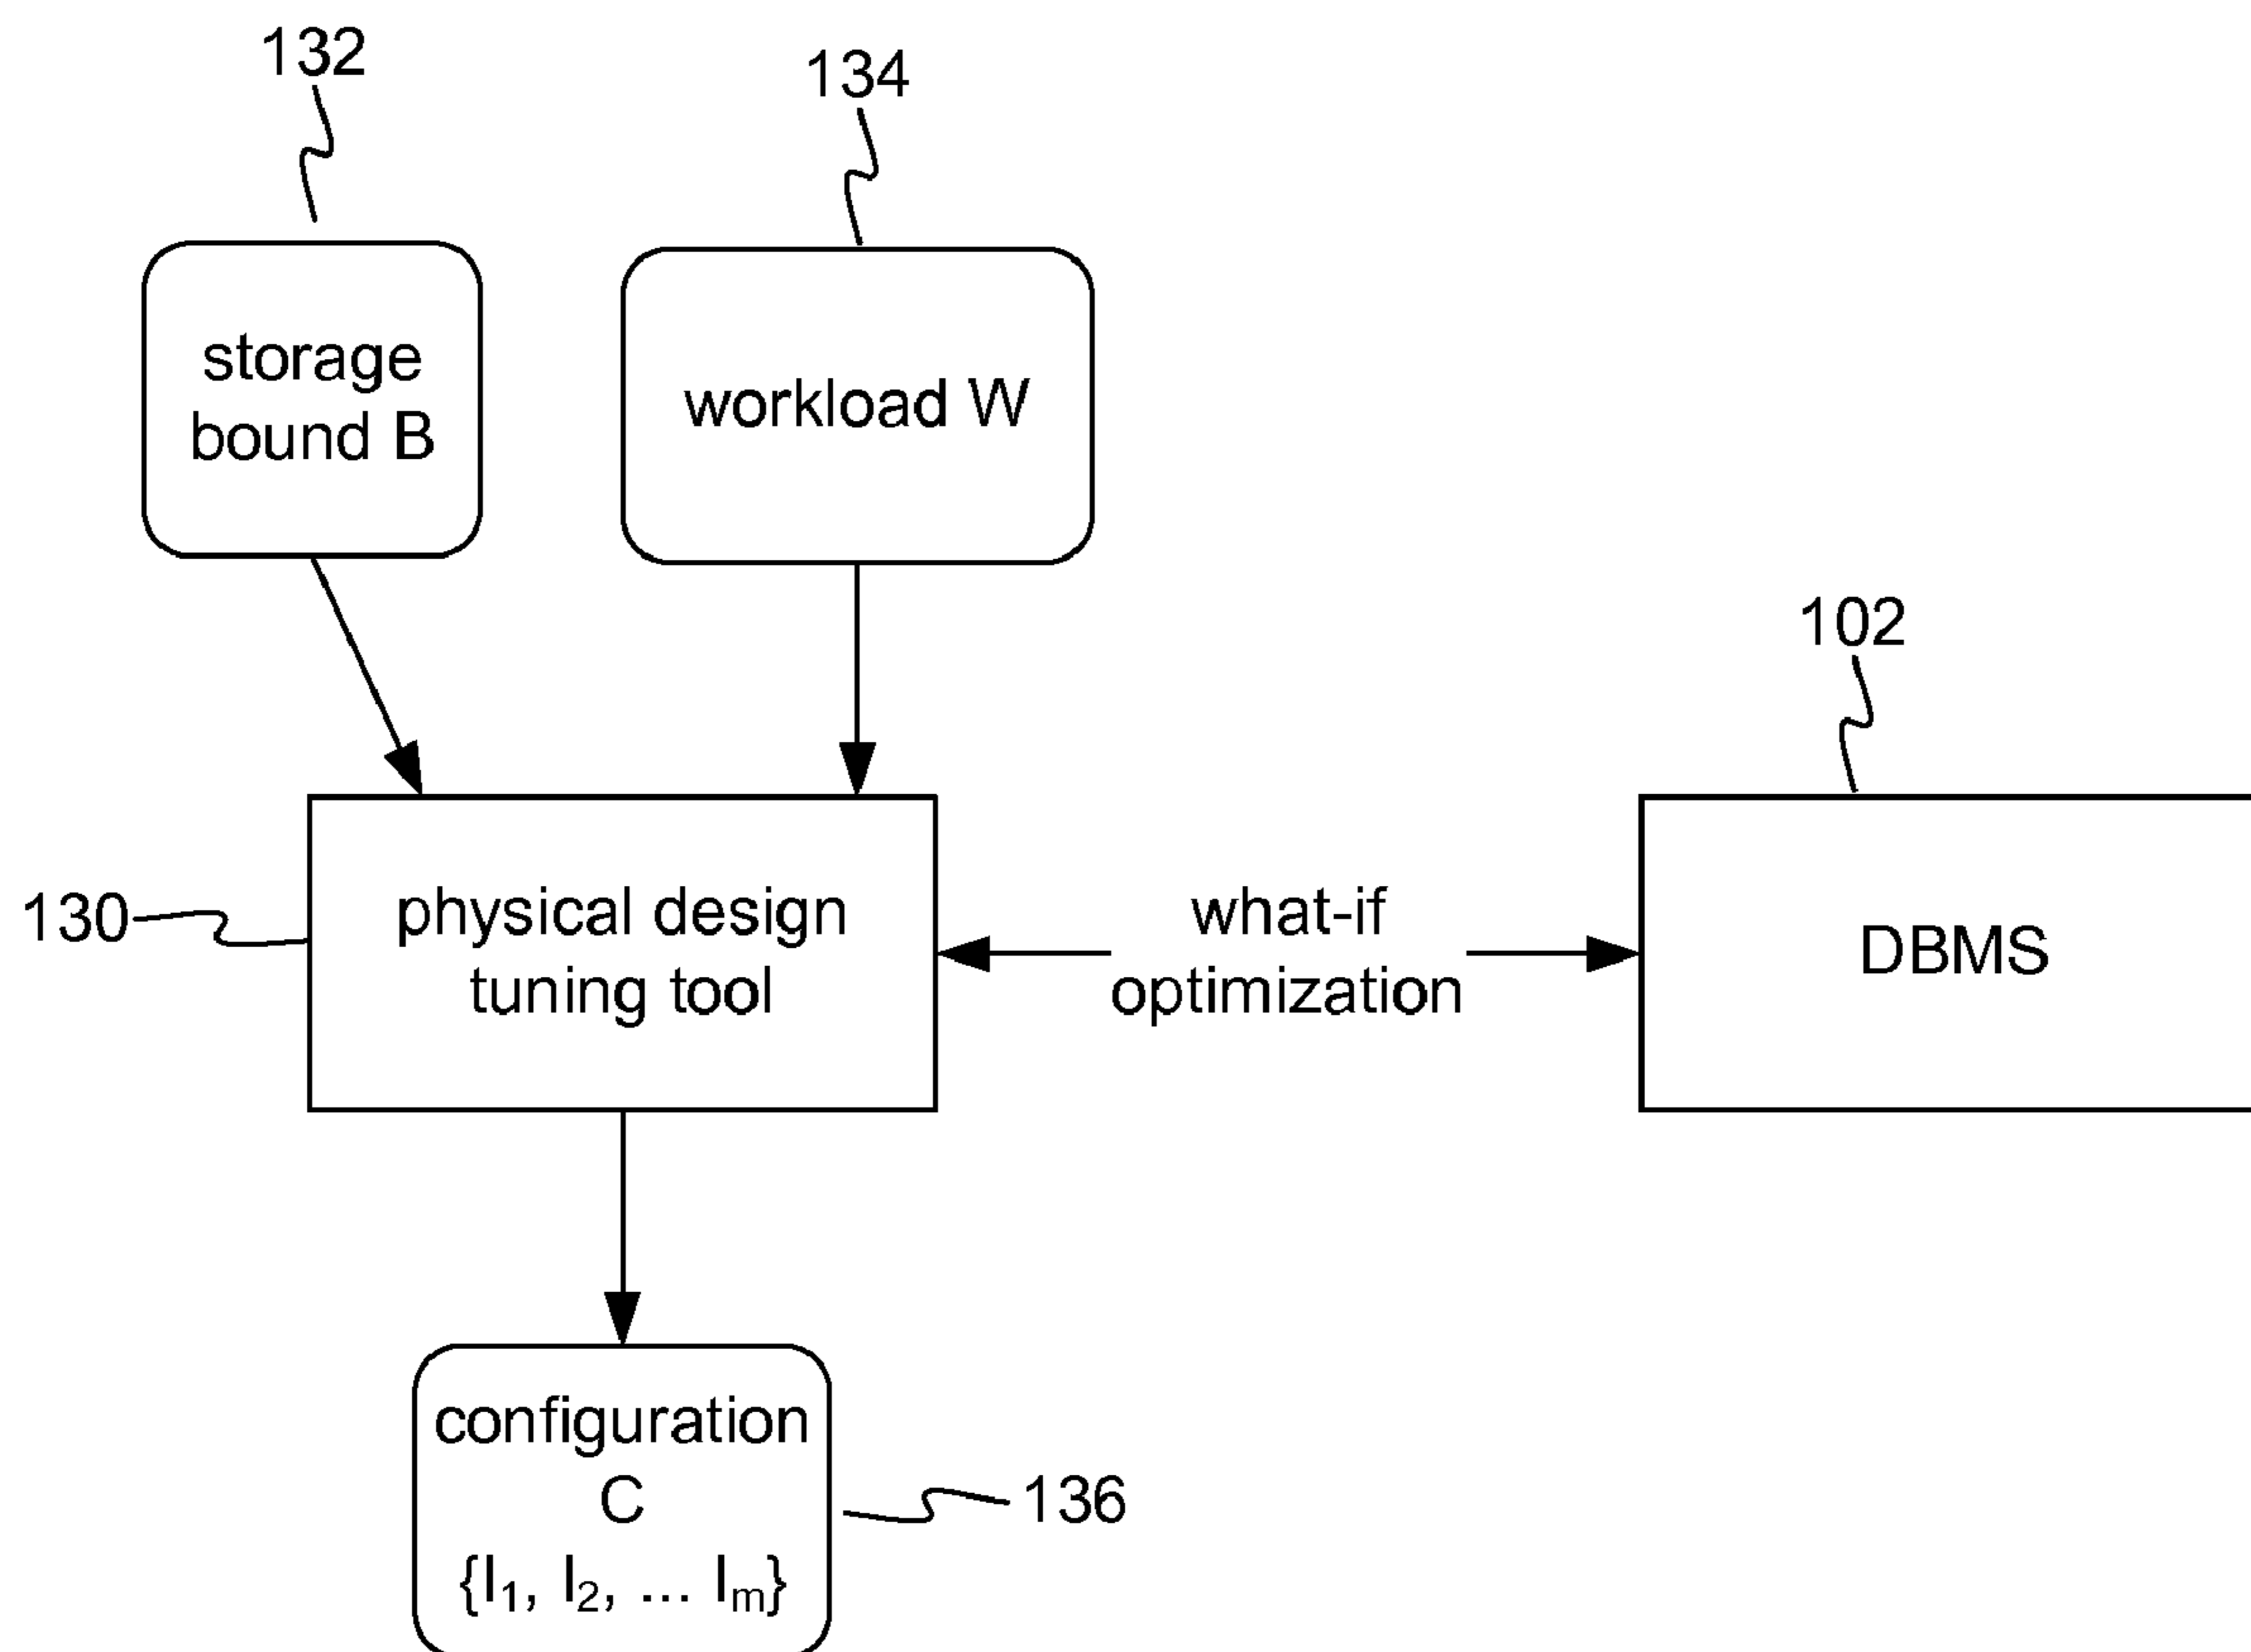 132
134
storage
bound B
workload W
102
130
physical design
tuning tool
what-if
optimization
DBMS
configuration
C
{I₁, I₂, ... Iₘ}
136